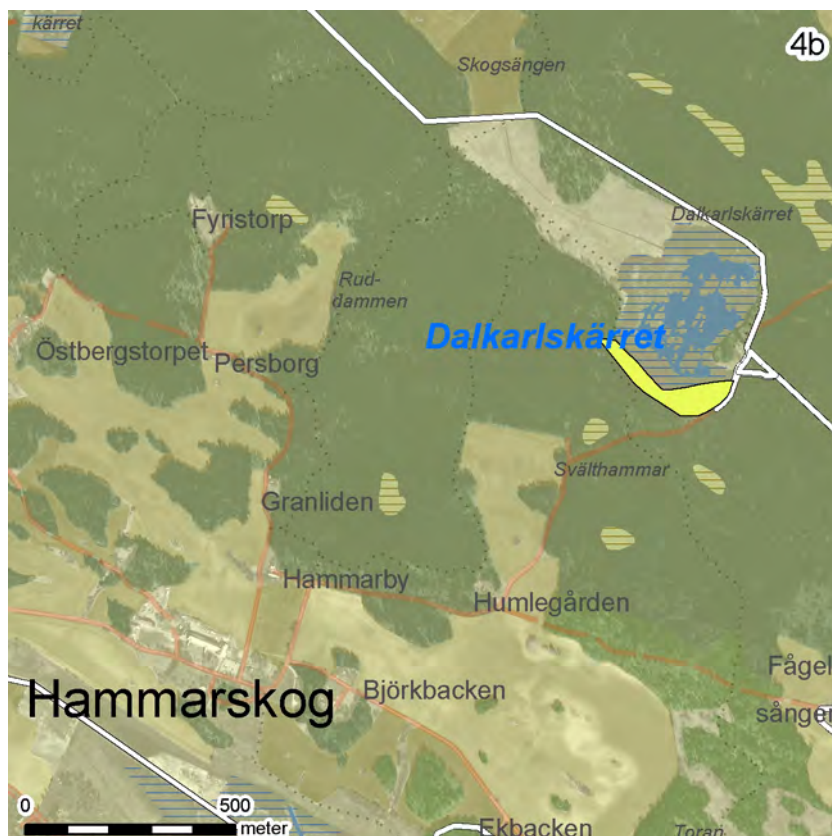 kärret
4b
Skogsängen
Fyristorp
Dalkarlskärret
Rud-
dammen
Dalkarlskärret
Östbergstorpet
Persborg
Svälthammar
Granliden
Hammarby
Humlegården
Fågel
sången
Hammarskog
Björkbacken
0 500
meter
Ekbacken
Toran